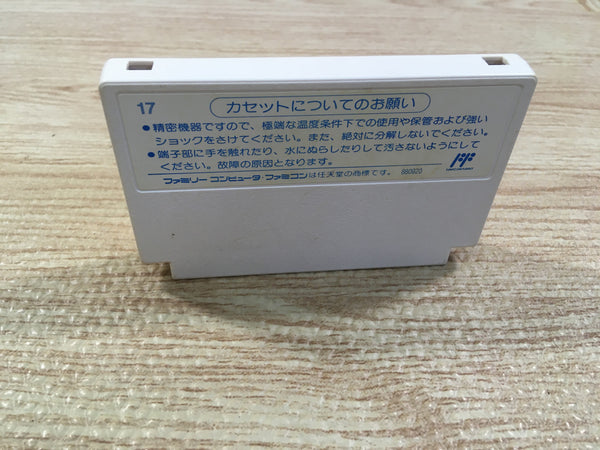 17
カセットについてのお願い
●精密機器ですので、極端な温度条件下での使用や保管および強い
ショックをさけてください。また、絶対に分解しないでください。
●端子部に手を触れたり、水にぬらしたりして汚さないようにして
ください。故障の原因となります。
ファミリーコンピュータ・ファミコンは任天堂の商標です。 880920